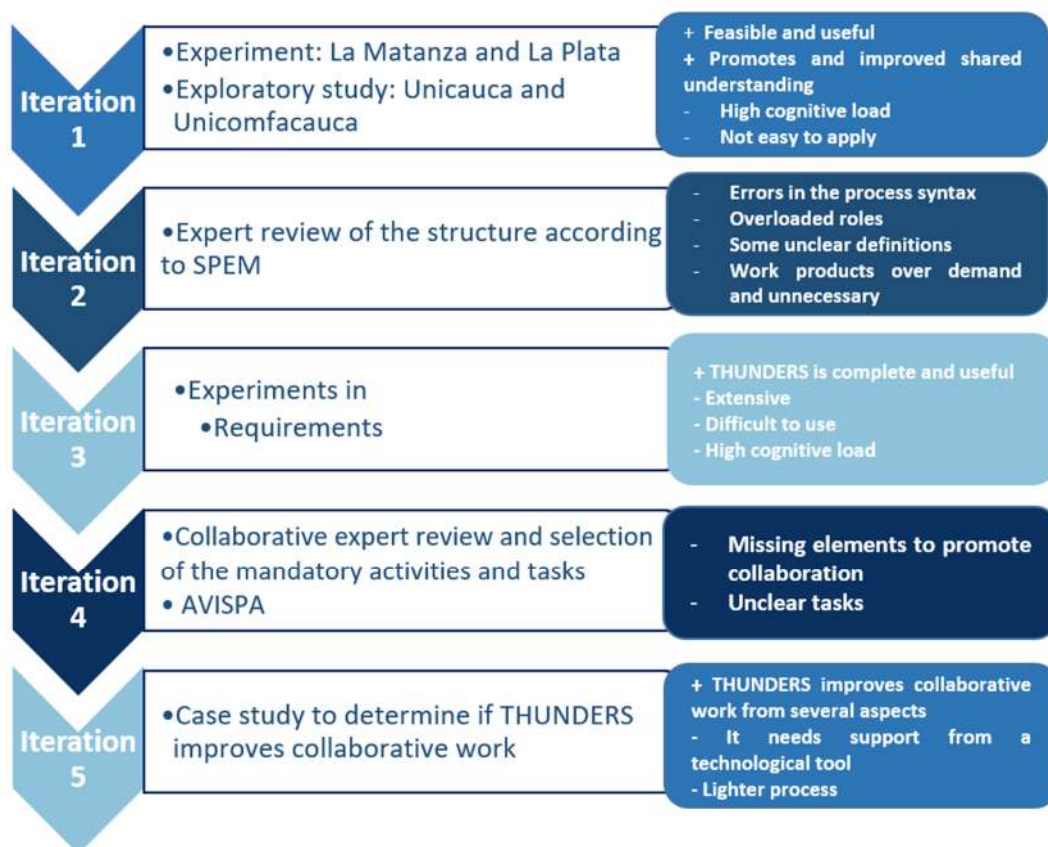 Iteration
1
•Experiment: La Matanza and La Plata
•Exploratory study: Unicauca and
Unicomfacauca
+ Feasible and useful
+ Promotes and improved shared
understanding
- High cognitive load
- Not easy to apply
Iteration
2
•Expert review of the structure according
to SPEM
- Errors in the process syntax
- Overloaded roles
- Some unclear definitions
- Work products over demand
and unnecessary
Iteration
3
•Experiments in
•Requirements
+ THUNDERS is complete and useful
- Extensive
- Difficult to use
- High cognitive load
Iteration
4
•Collaborative expert review and selection
of the mandatory activities and tasks
• AVISPA
- Missing elements to promote
collaboration
- Unclear tasks
Iteration
5
•Case study to determine if THUNDERS
improves collaborative work
+ THUNDERS improves collaborative
work from several aspects
- It needs support from a
technological tool
- Lighter process